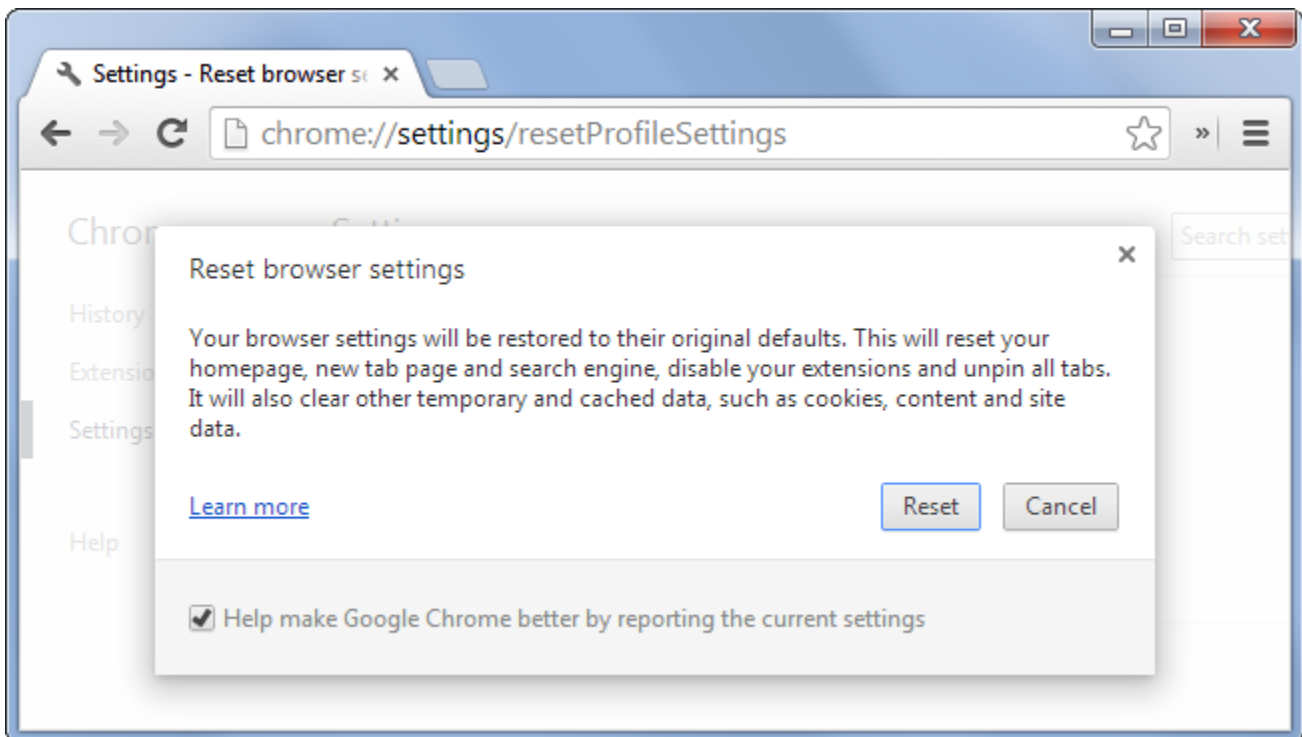 Settings - Reset browser se
chrome://settings/resetProfileSettings
Chror
Search set
Reset browser settings
History
Your browser settings will be restored to their original defaults. This will reset your
homepage, new tab page and search engine, disable your extensions and unpin all tabs.
Extensio
It will also clear other temporary and cached data, such as cookies, content and site
Settings
data.
Learn more
Reset
Cancel
Help
Help make Google Chrome better by reporting the current settings